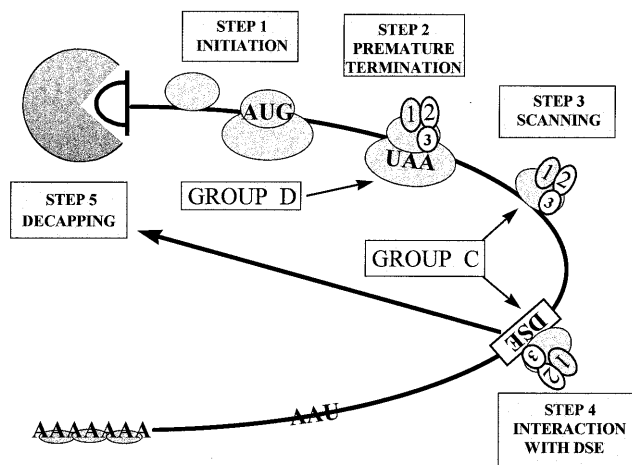 STEP 1
INITIATION
STEP 2
PREMATURE
TERMINATION
STEP 3
SCANNING
1 2
3
AUG
UAA
1 2
3
GROUP D
STEP 5
DECAPPING
GROUP C
DSE
3 1
2
AAU
AAAAAAA
STEP 4
INTERACTION
WITH DSE